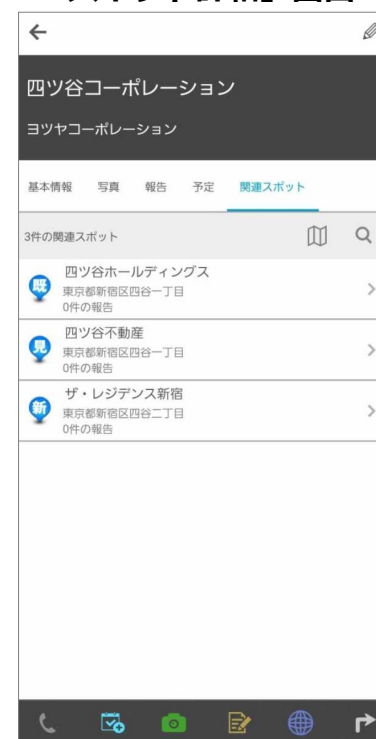 四ツ谷コーポレーション
ヨツヤコーポレーション
基本情報 写真 報告 予定 関連スポット
3件の関連スポット
既 四ツ谷ホールディングス
東京都新宿区四谷一丁目
0件の報告
見 四ツ谷不動産
東京都新宿区四谷一丁目
0件の報告
新 ザ・レジデンス新宿
東京都新宿区四谷二丁目
0件の報告